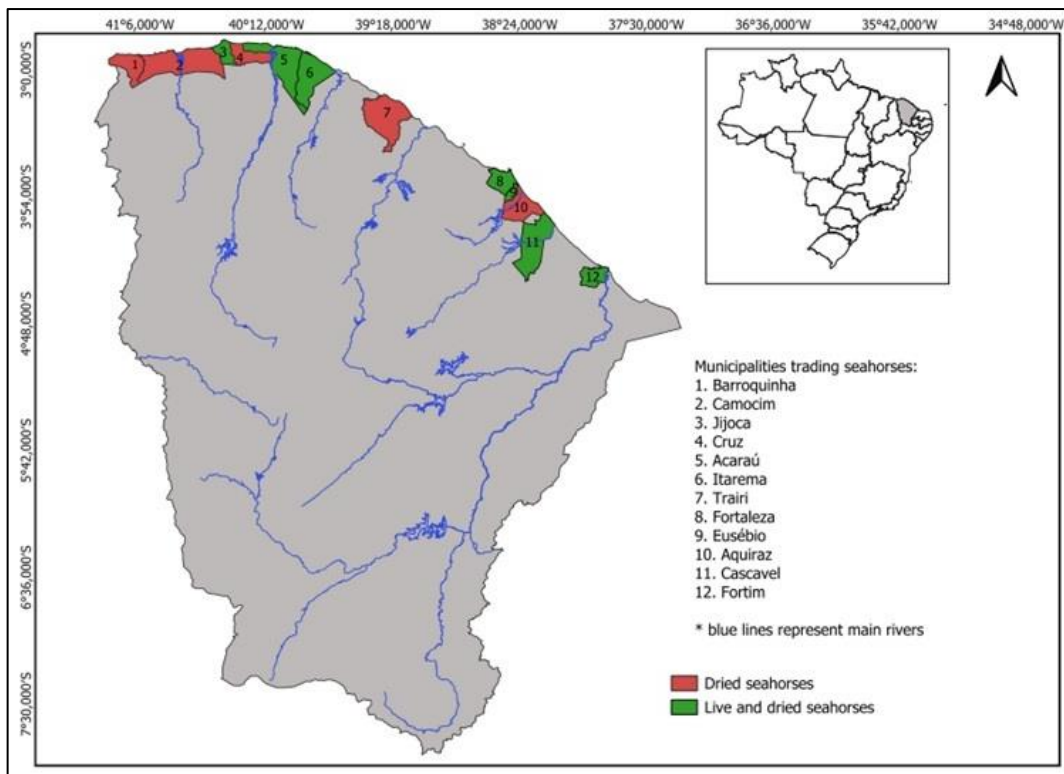 41°6,000'W 40°12,000'W 39°18,000'W 38°24,000'W 37°30,000'W 36°36,000'W 35°42,000'W 34°48,000'W
3°0,000'S
3°54,000'S
4°48,000'S
5°42,000'S
6°36,000'S
7°30,000'S
1
2
3
4
5
6
7
8
9
10
11
12
Municipalities trading seahorses:
1. Barroquinha
2. Camocim
3. Jijoca
4. Cruz
5. Acaraú
6. Itarema
7. Trairi
8. Fortaleza
9. Eusébio
10. Aquiraz
11. Cascavel
12. Fortim
* blue lines represent main rivers
Dried seahorses
Live and dried seahorses